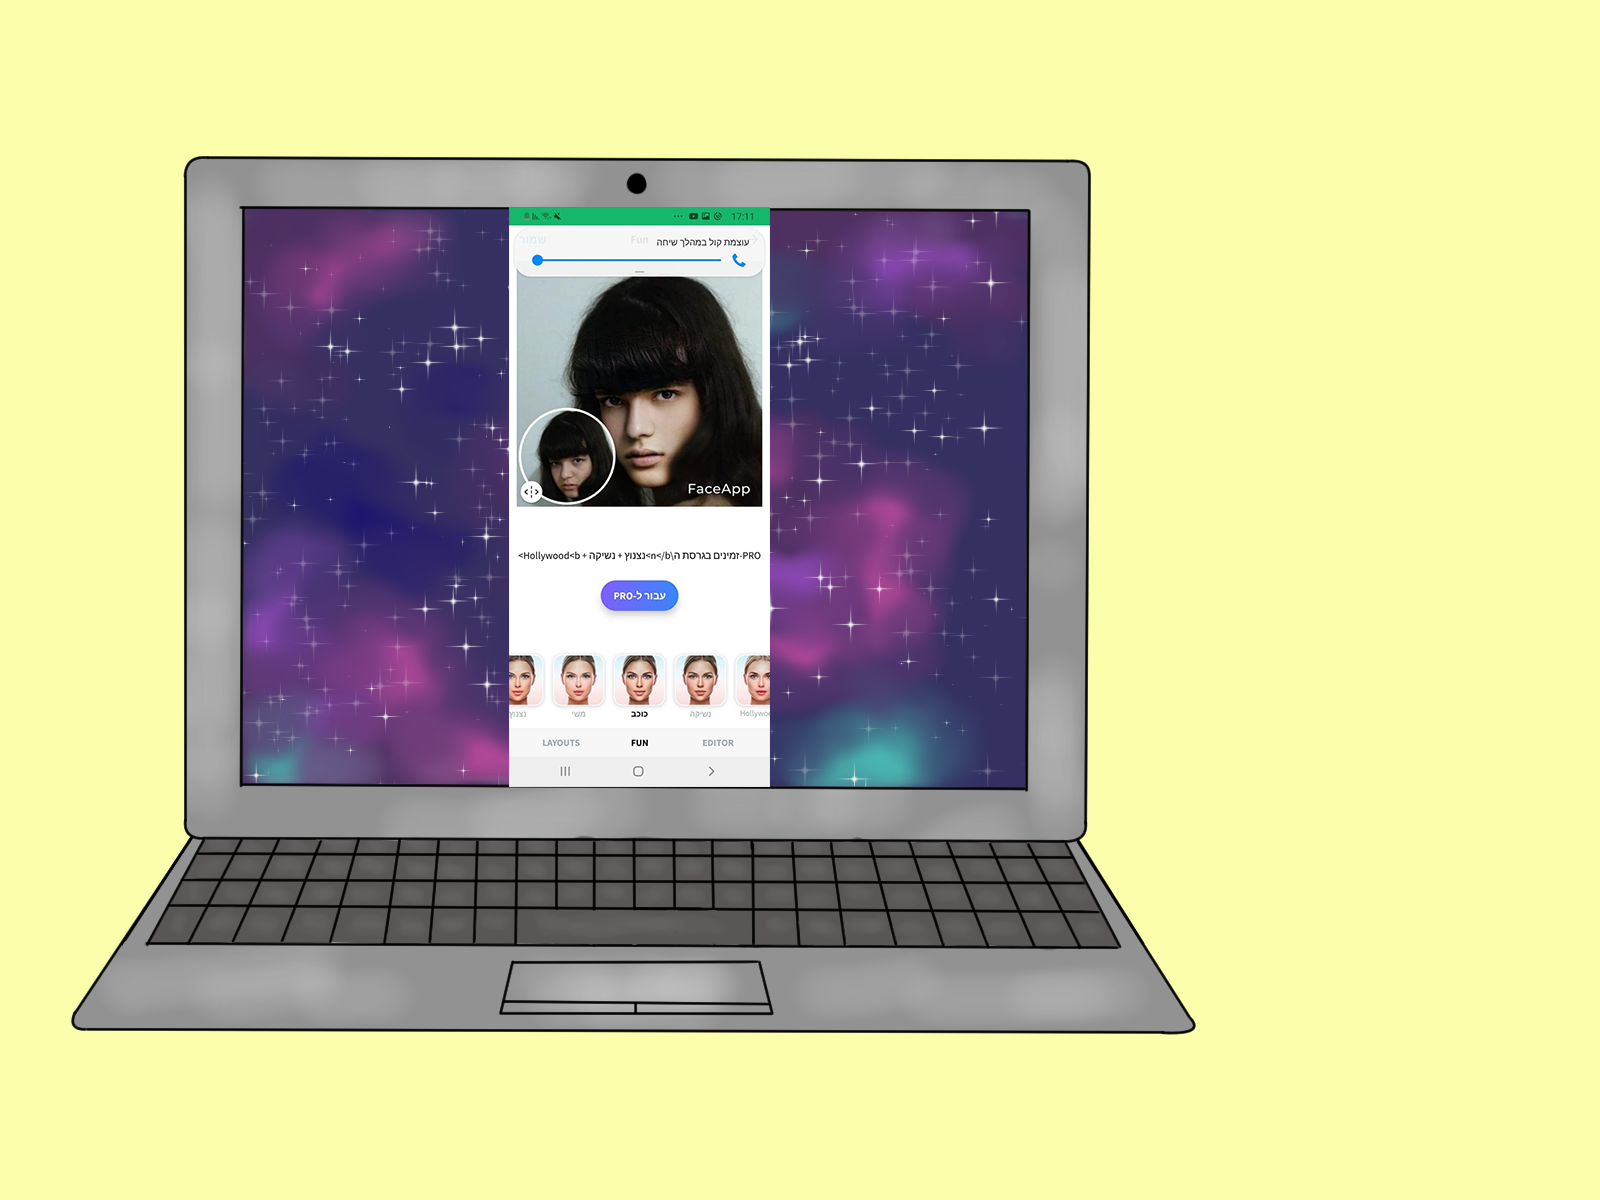 17:11
שמור Fun
עוצמת קול במהלך שיחה
FaceApp
<Hollywood<b + נצנוץ + נשיקה<n</b\זמינים בגרסת ה-PRO
עבור ל-PRO
נצנוץ משי כוכב נשיקה
LAYOUTS FUN EDITOR